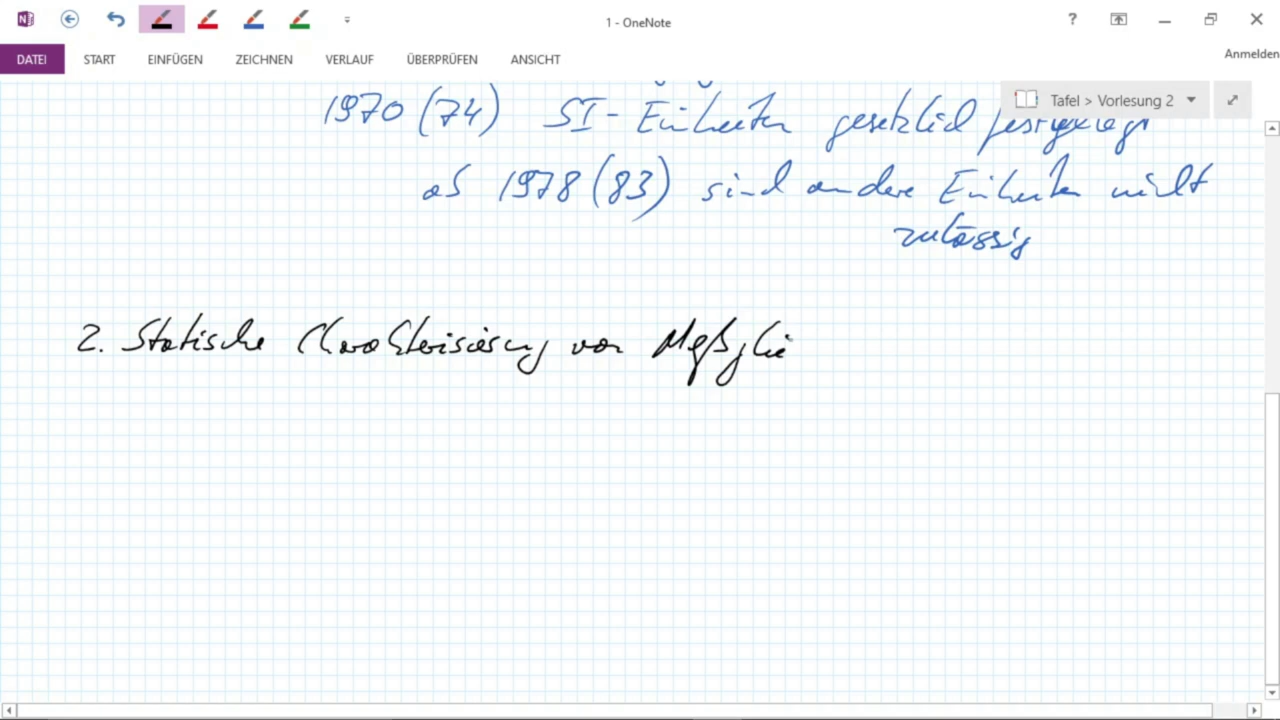 1 - OneNote
Anmelden
DATEI START EINFÜGEN ZEICHNEN VERLAUF ÜBERPRÜFEN ANSICHT
Tafel > Vorlesung 2
1970 (74) SI-Einheiten gesetzlich festgelegt
ab 1978 (83) sind andere Einheiten nicht
zulässig
2. Statische Charakterisierung von Meßglie